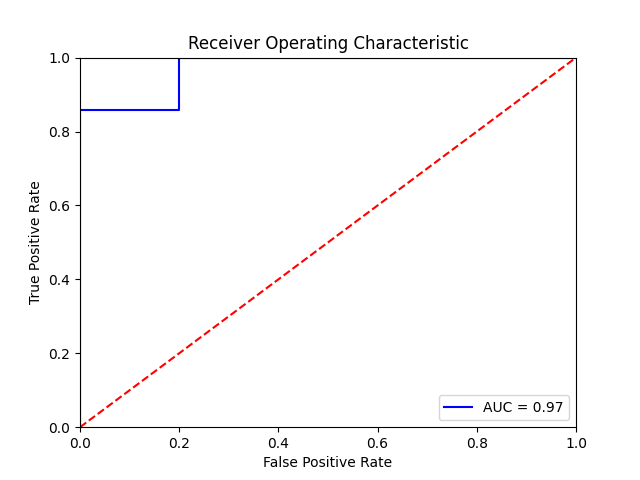 Receiver Operating Characteristic
1.0
0.8
0.6
0.4
0.2
0.0
True Positive Rate
AUC = 0.97
0.0 0.2 0.4 0.6 0.8 1.0
False Positive Rate